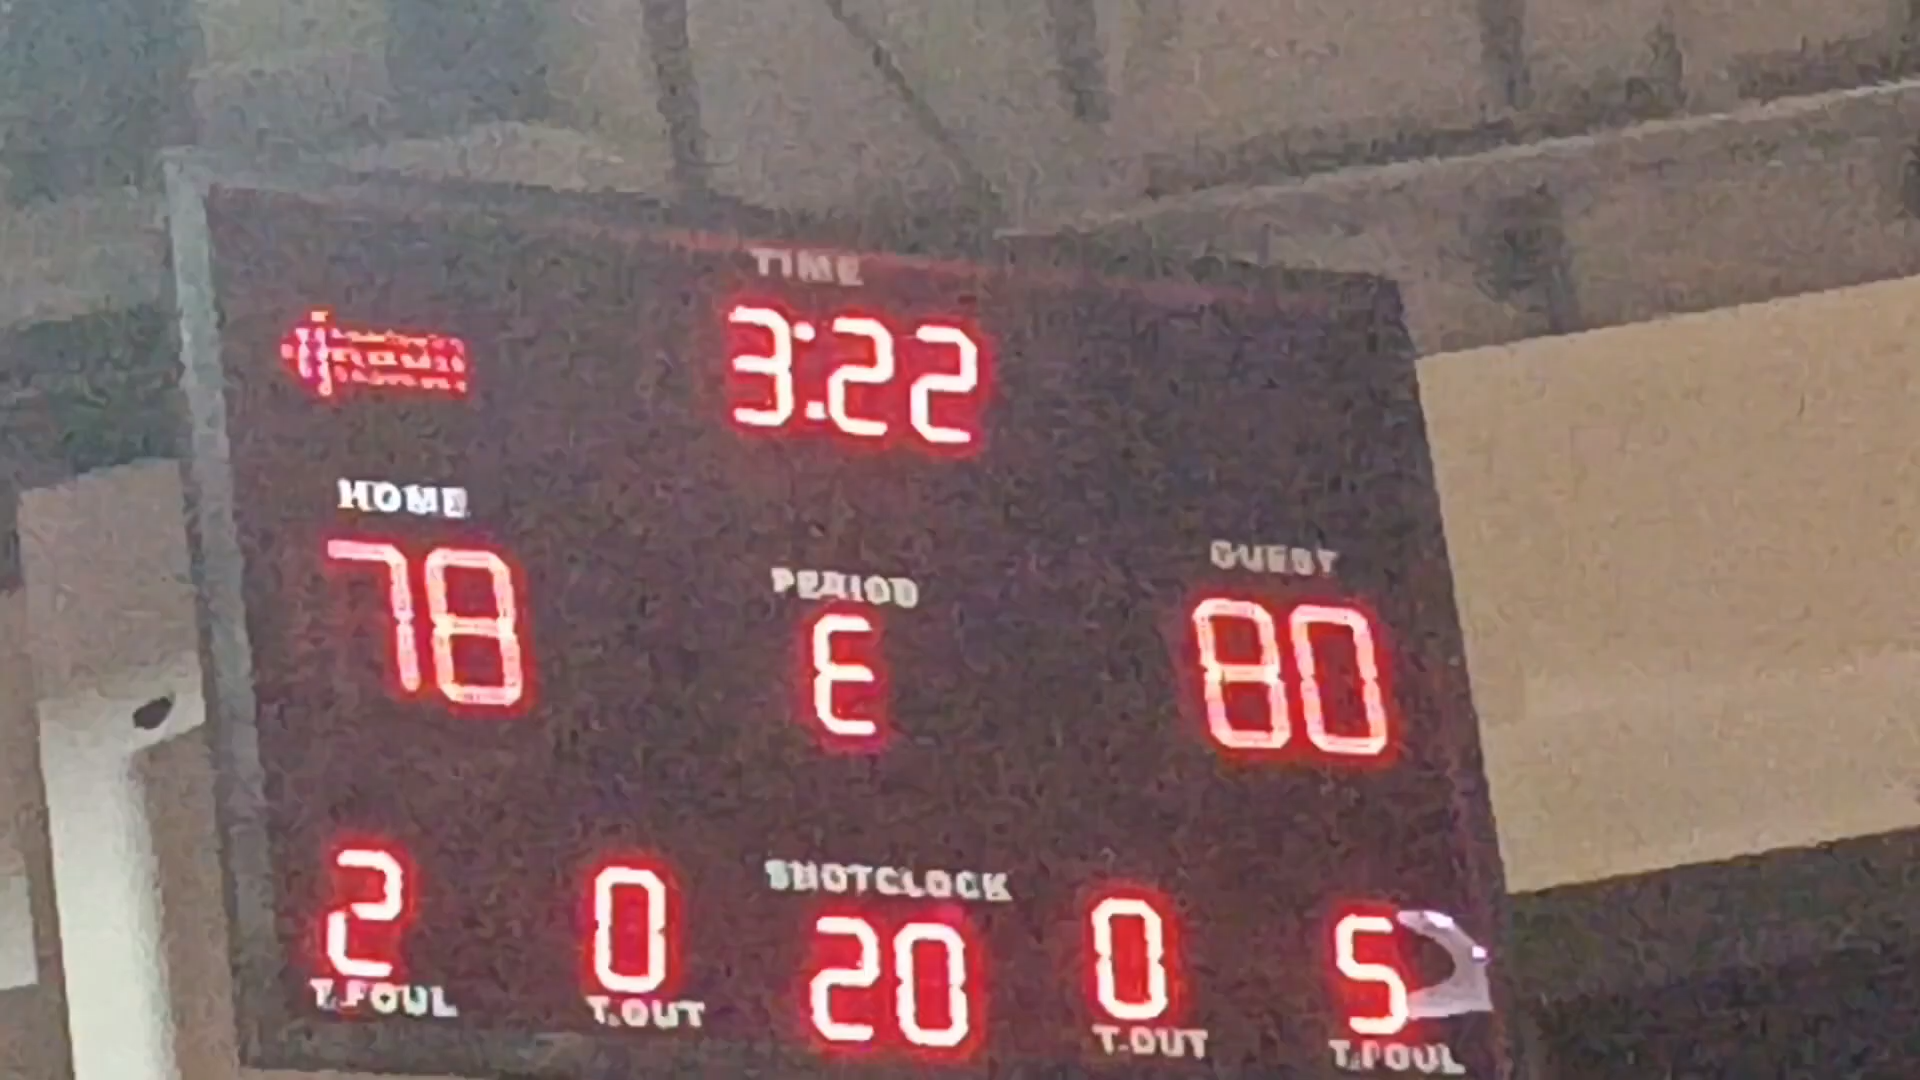 TIME
3:22
HOME
78
GUEST
80
PERIOD
E
SHOTCLOCK
20
2
T.FOUL
0
T.OUT
0
T.OUT
5
T.FOUL